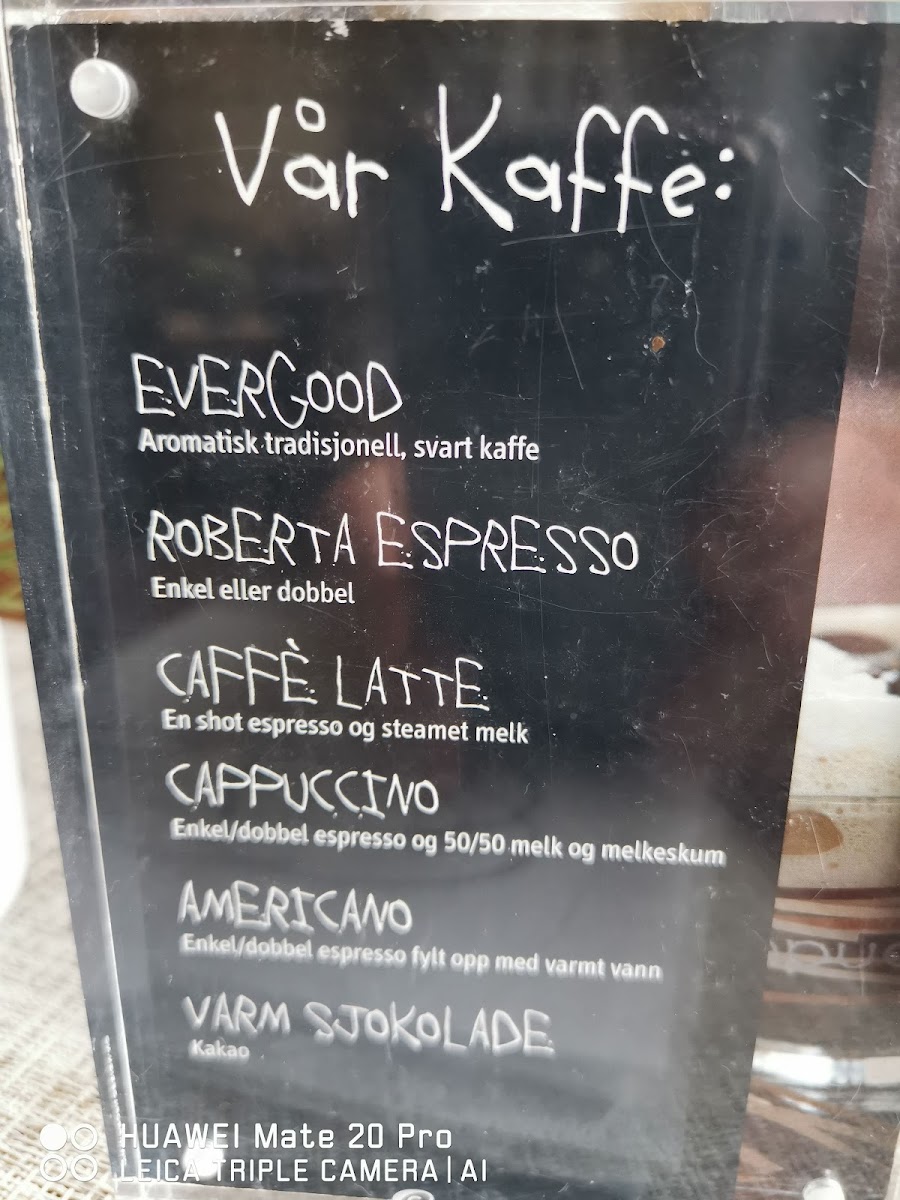 Vår Kaffe:
EVERGOOD
Aromatisk tradisjonell, svart kaffe
ROBERTA ESPRESSO
Enkel eller dobbel
CAFFÈ LATTE
En shot espresso og steamet melk
CAPPUCCINO
Enkel/dobbel espresso og 50/50 melk og melkeskum
AMERICANO
Enkel/dobbel espresso fylt opp med varmt vann
VARM SJOKOLADE
Kakao
HUAWEI Mate 20 Pro
LEICA TRIPLE CAMERA | AI